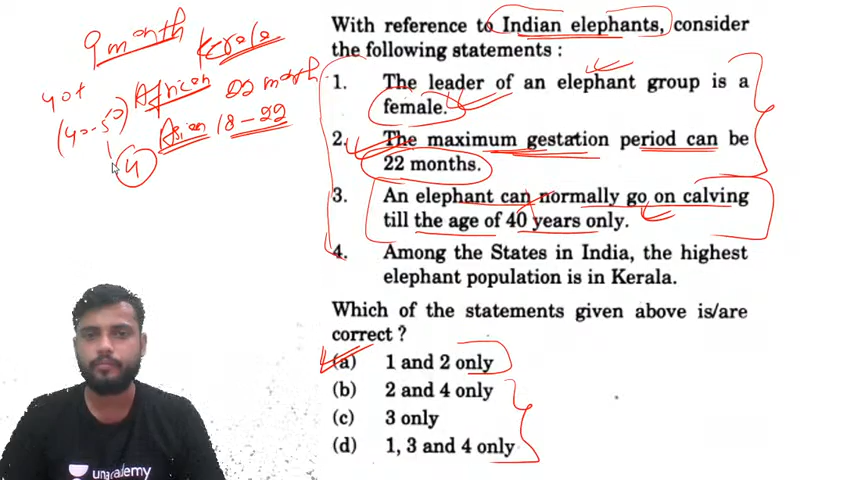 9 month Kerala
40+ African 22 month
(40-50) Asian 18-22
4
With reference to Indian elephants, consider
the following statements :
1. The leader of an elephant group is a
female.
2. The maximum gestation period can be
22 months.
3. An elephant can normally go on calving
till the age of 40 years only.
4. Among the States in India, the highest
elephant population is in Kerala.
Which of the statements given above is/are
correct ?
(a) 1 and 2 only
(b) 2 and 4 only
(c) 3 only
(d) 1, 3 and 4 only
unacademy